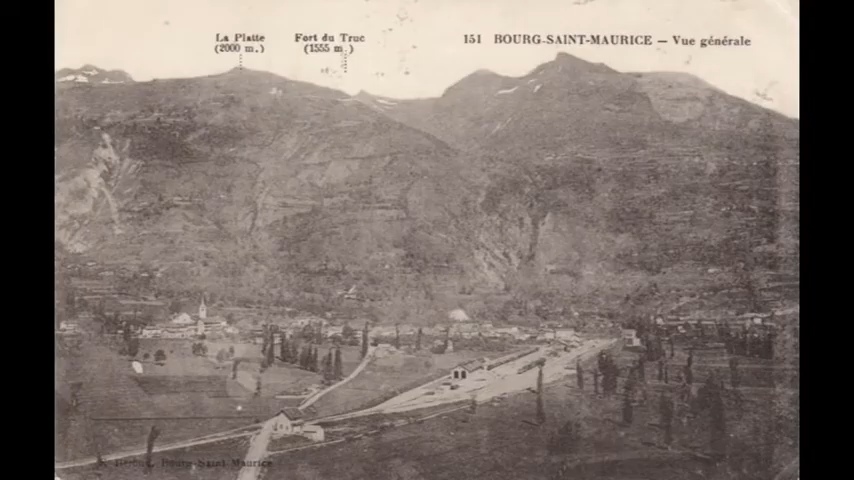 La Platte
(2000 m.)
Fort du Truc
(1555 m.)
151 BOURG-SAINT-MAURICE — Vue générale
Bourg-Saint-Maurice